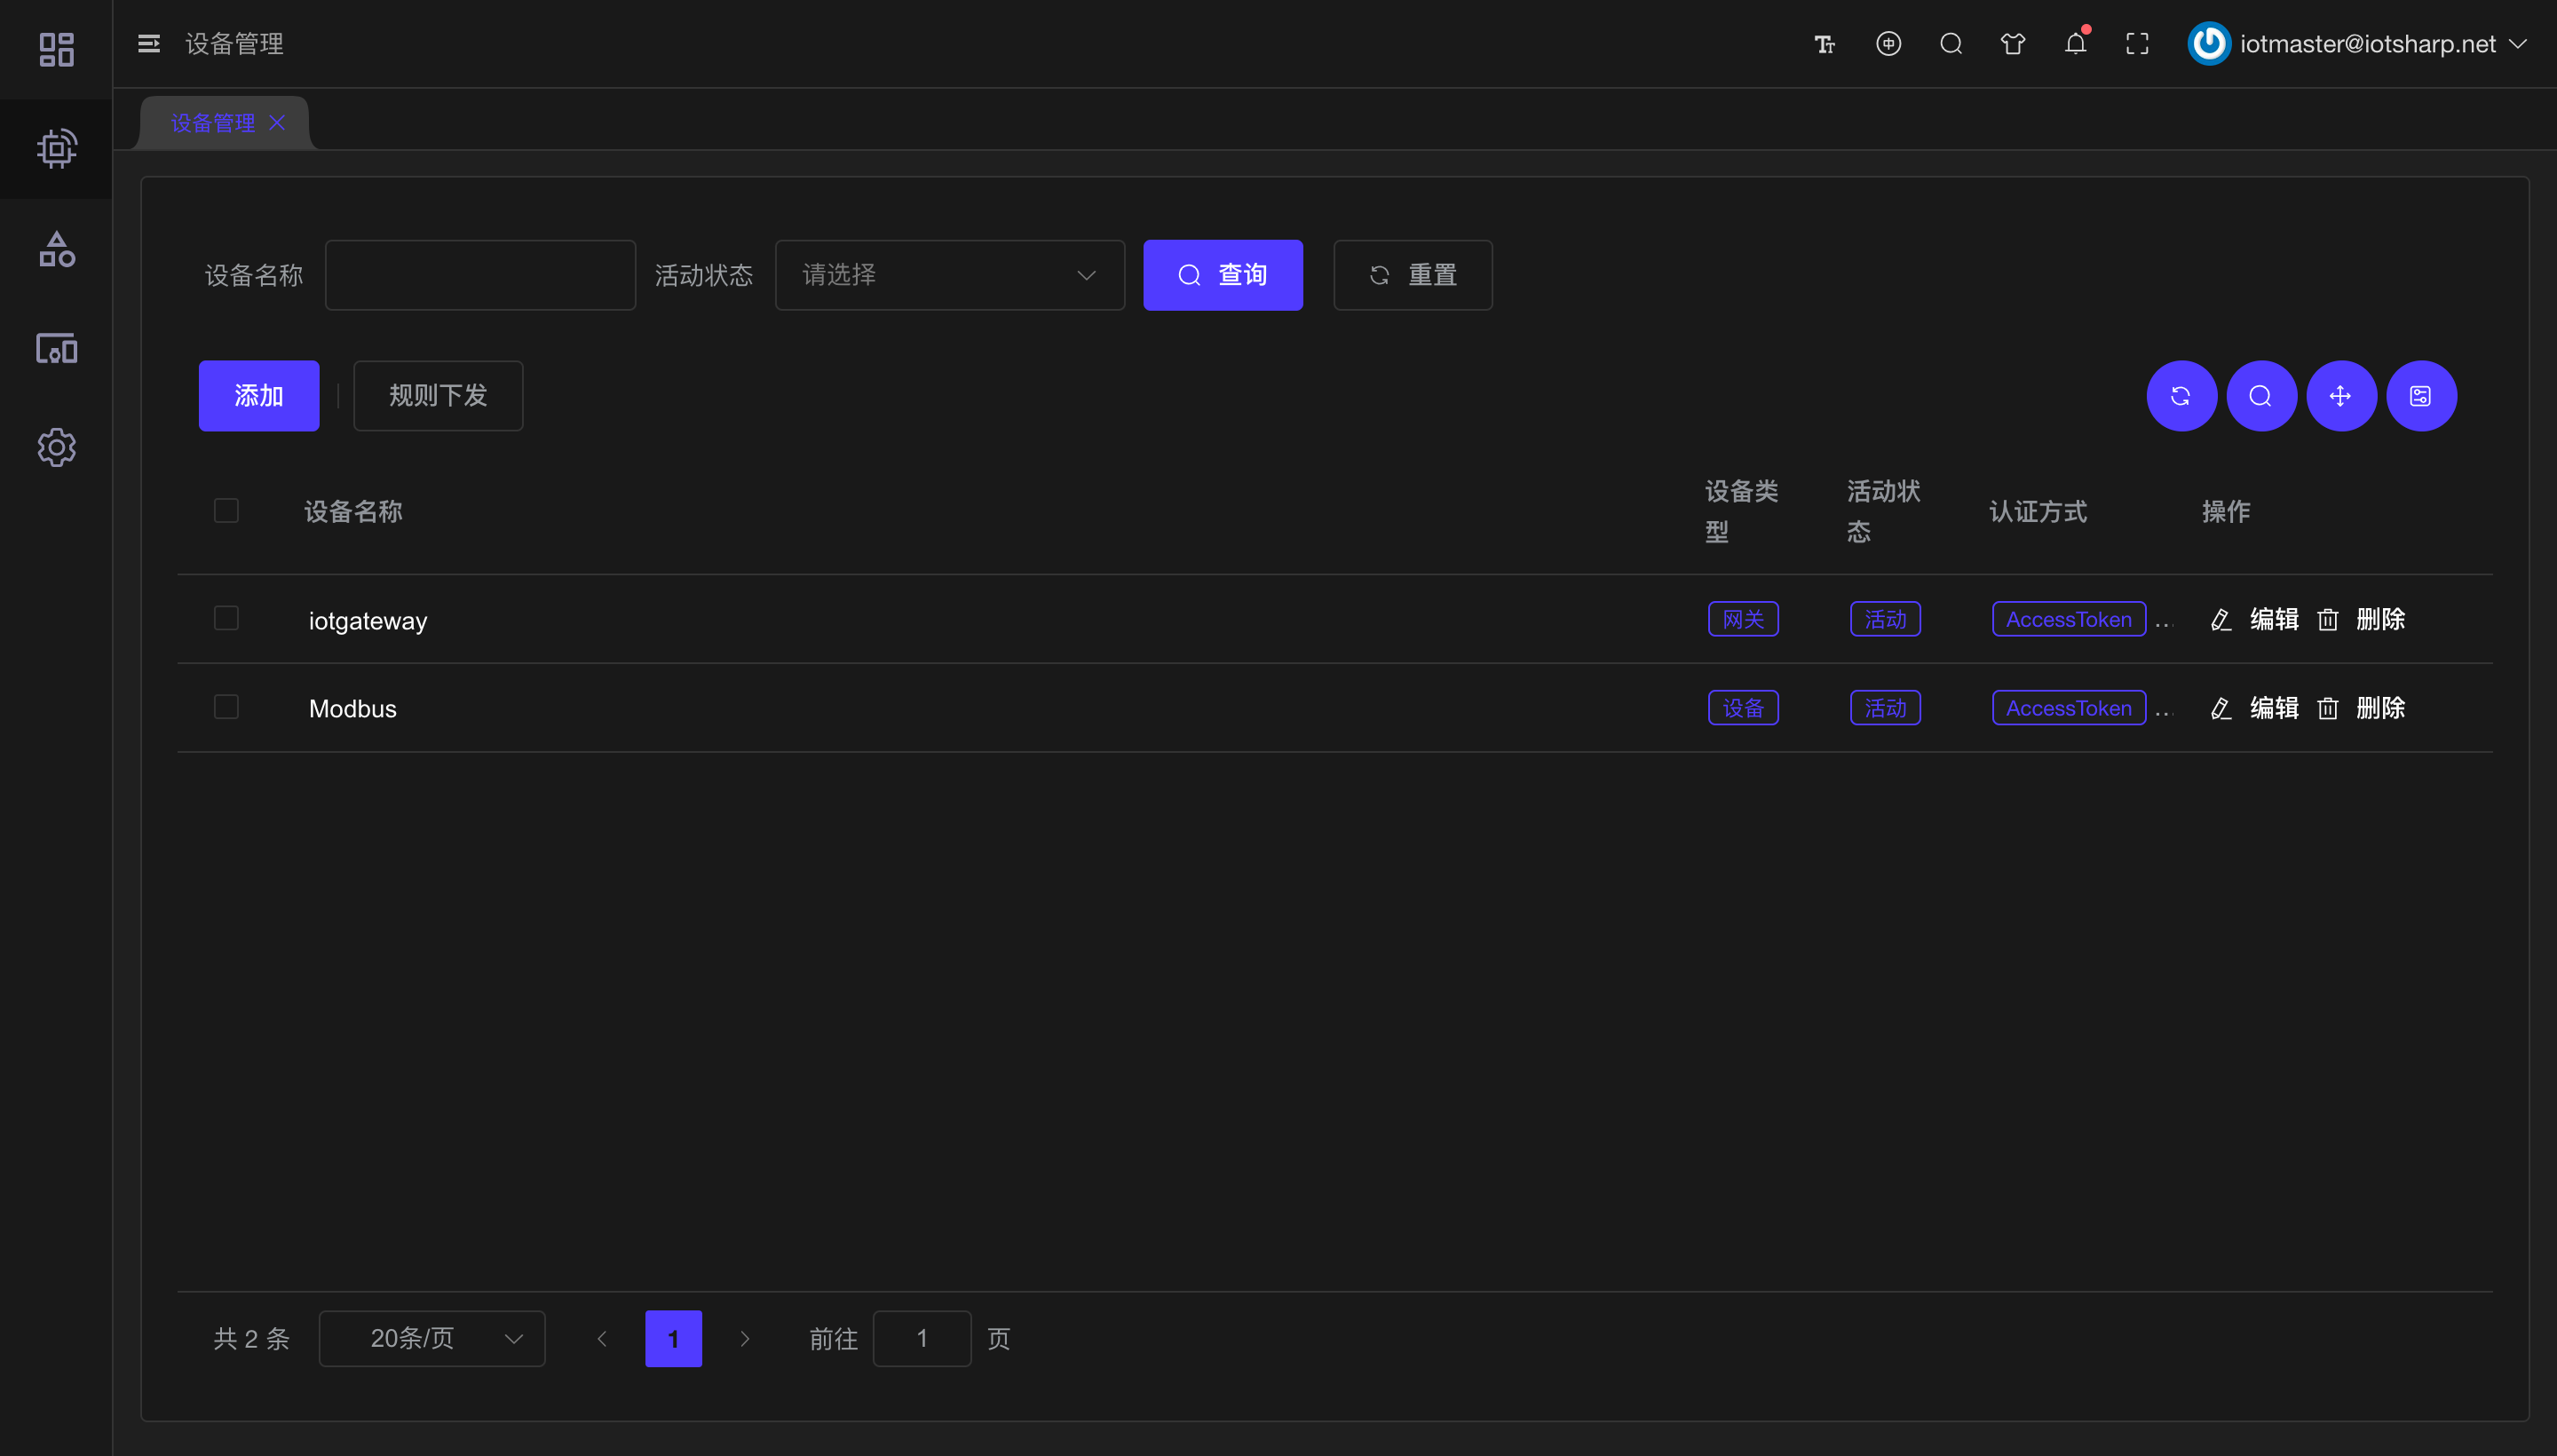 设备管理
iotmaster@iotsharp.net
设备管理
设备名称
活动状态
请选择
查询
重置
添加
规则下发
设备名称
设备类型
活动状态
认证方式
操作
iotgateway
网关
活动
AccessToken ...
编辑
删除
Modbus
设备
活动
AccessToken ...
编辑
删除
共 2 条
20条/页
1
前往
1
页